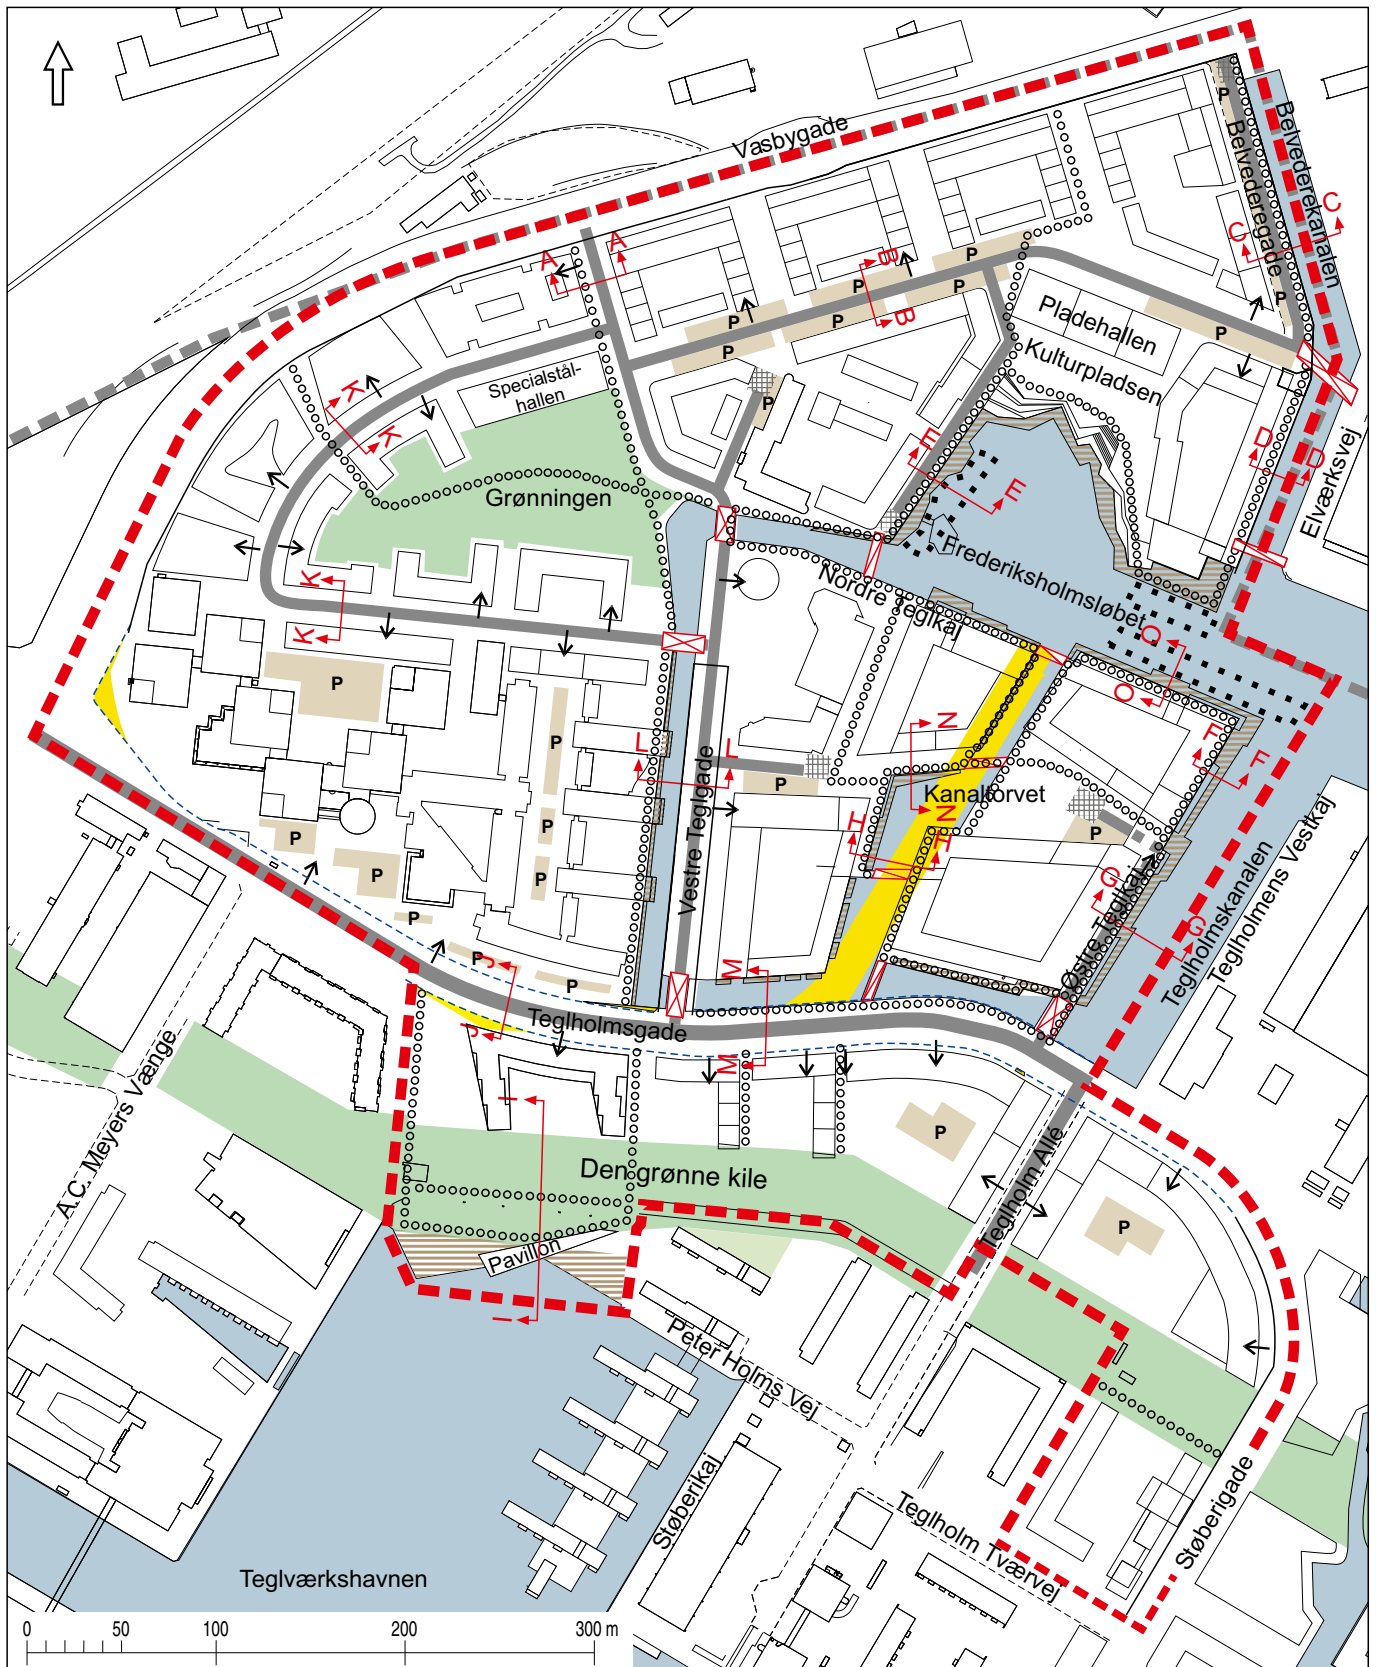 Vasbygade
P
Belvederegade
Belvederekanalen
C
C
A
A
B
B
P
P
P
P
P
P
P
P
Pladehallen
Kulturpladsen
Specialstål-
hallen
K
K
P
E
E
D
D
Elværksvej
Grønningen
Frederiksholmsløbet
Nordre Teglkaj
K
K
O
O
P
P
L
L
N
N
F
F
Vestre Teglgade
P
Kanaltorvet
P
P
P
H
H
P
P
G
G
Østre Teglkaj
Teglholmskanalen
Teglholmens Vestkaj
P
P
P
J
J
M
M
Teglholmsgade
A.C. Meyers Vænge
I
I
P
Den grønne kile
Teglholm Allé
P
Pavillon
Peter Holms Vej
Støberikaj
Teglholm Tværvej
Støberigade
Teglværkshavnen
0 50 100 200 300 m